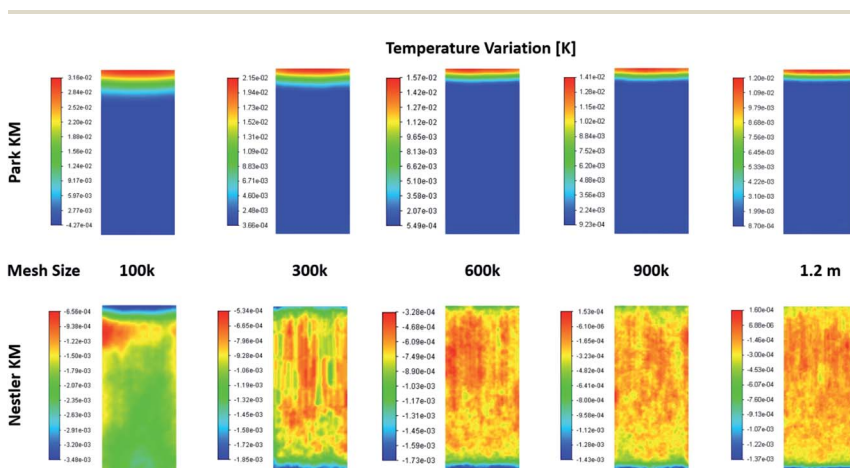 Temperature Variation [K]
Park KM
3.16e-02
2.84e-02
2.52e-02
2.20e-02
1.88e-02
1.56e-02
1.24e-02
9.17e-03
5.97e-03
2.77e-03
-4.27e-04
2.15e-02
1.94e-02
1.73e-02
1.52e-02
1.31e-02
1.09e-02
8.83e-03
6.71e-03
4.60e-03
2.48e-03
3.66e-04
1.57e-02
1.42e-02
1.27e-02
1.12e-02
9.65e-03
8.13e-03
6.61e-03
5.10e-03
3.58e-03
2.07e-03
5.49e-04
1.41e-02
1.28e-02
1.15e-02
1.02e-02
8.84e-03
7.52e-03
6.20e-03
4.88e-03
3.56e-03
2.24e-03
9.23e-04
1.20e-02
1.09e-02
9.79e-03
8.68e-03
7.56e-03
6.45e-03
5.33e-03
4.22e-03
3.10e-03
1.99e-03
8.70e-04
Mesh Size 100k 300k 600k 900k 1.2 m
Nestler KM
-6.56e-04
-9.38e-04
-1.22e-03
-1.50e-03
-1.79e-03
-2.07e-03
-2.35e-03
-2.63e-03
-2.91e-03
-3.20e-03
-3.48e-03
-5.34e-04
-6.65e-04
-7.97e-04
-9.28e-04
-1.06e-03
-1.19e-03
-1.32e-03
-1.45e-03
-1.59e-03
-1.72e-03
-1.85e-03
-3.28e-04
-4.68e-04
-6.09e-04
-7.49e-04
-8.90e-04
-1.03e-03
-1.17e-03
-1.31e-03
-1.45e-03
-1.59e-03
-1.73e-03
1.53e-04
-6.10e-06
-1.65e-04
-3.23e-04
-4.82e-04
-6.41e-04
-8.00e-04
-9.58e-04
-1.12e-03
-1.28e-03
-1.43e-03
1.60e-04
6.88e-06
-1.46e-04
-3.00e-04
-4.53e-04
-6.07e-04
-7.60e-04
-9.13e-04
-1.07e-03
-1.22e-03
-1.37e-03